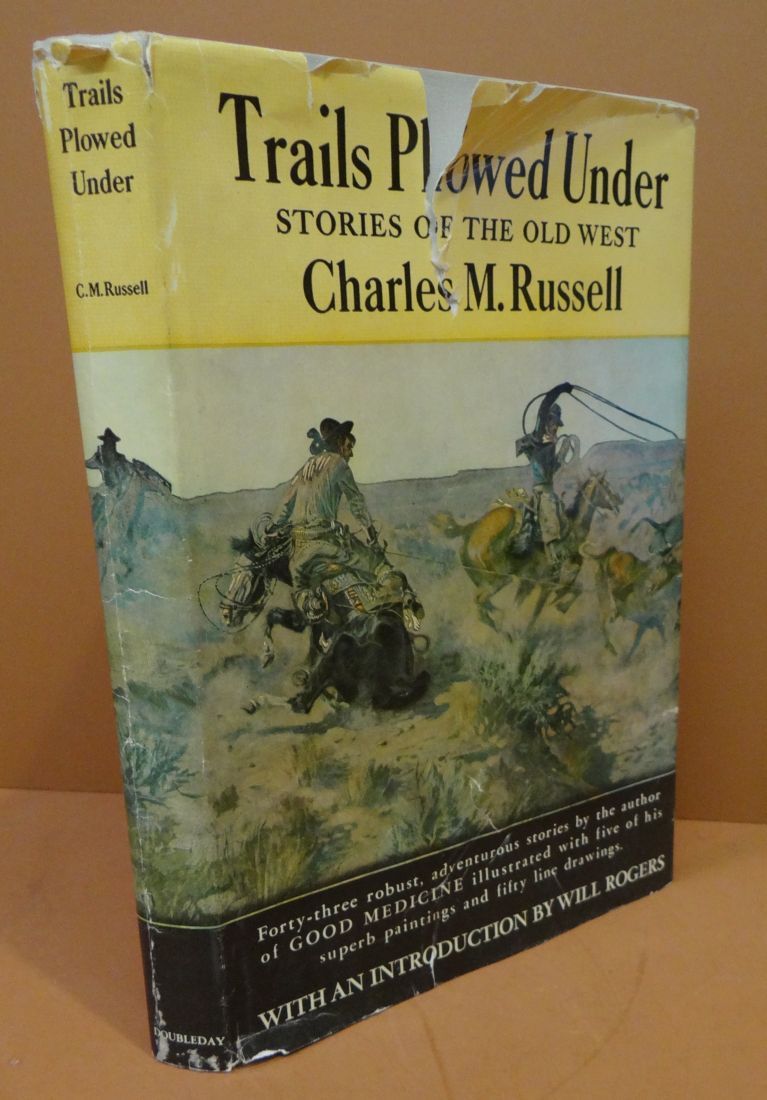 Trails
Plowed
Under
C.M. Russell
DOUBLEDAY
Trails Plowed Under
STORIES OF THE OLD WEST
Charles M. Russell
Forty-three robust, adventurous stories by the author
of GOOD MEDICINE illustrated with five of his
superb paintings and fifty line drawings.
WITH AN INTRODUCTION BY WILL ROGERS